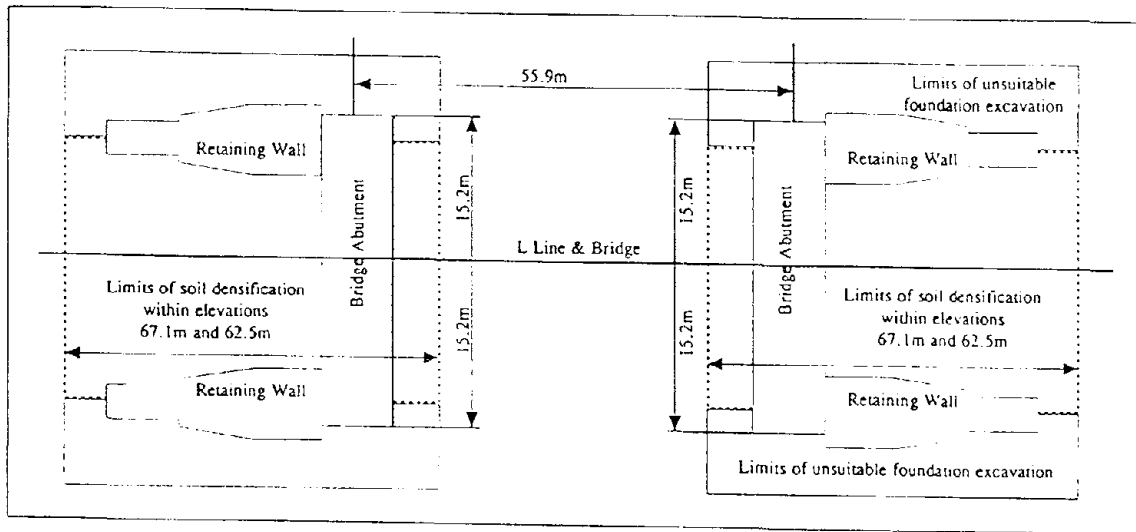 55.9m
Limits of unsuitable
foundation excavation
Retaining Wall
Retaining Wall
15.2m
15.2m
Bridge Abutment
Bridge Abutment
L Line & Bridge
Limits of soil densification
within elevations
67.1m and 62.5m
Limits of soil densification
within elevations
67.1m and 62.5m
15.2m
15.2m
Retaining Wall
Retaining Wall
Limits of unsuitable foundation excavation